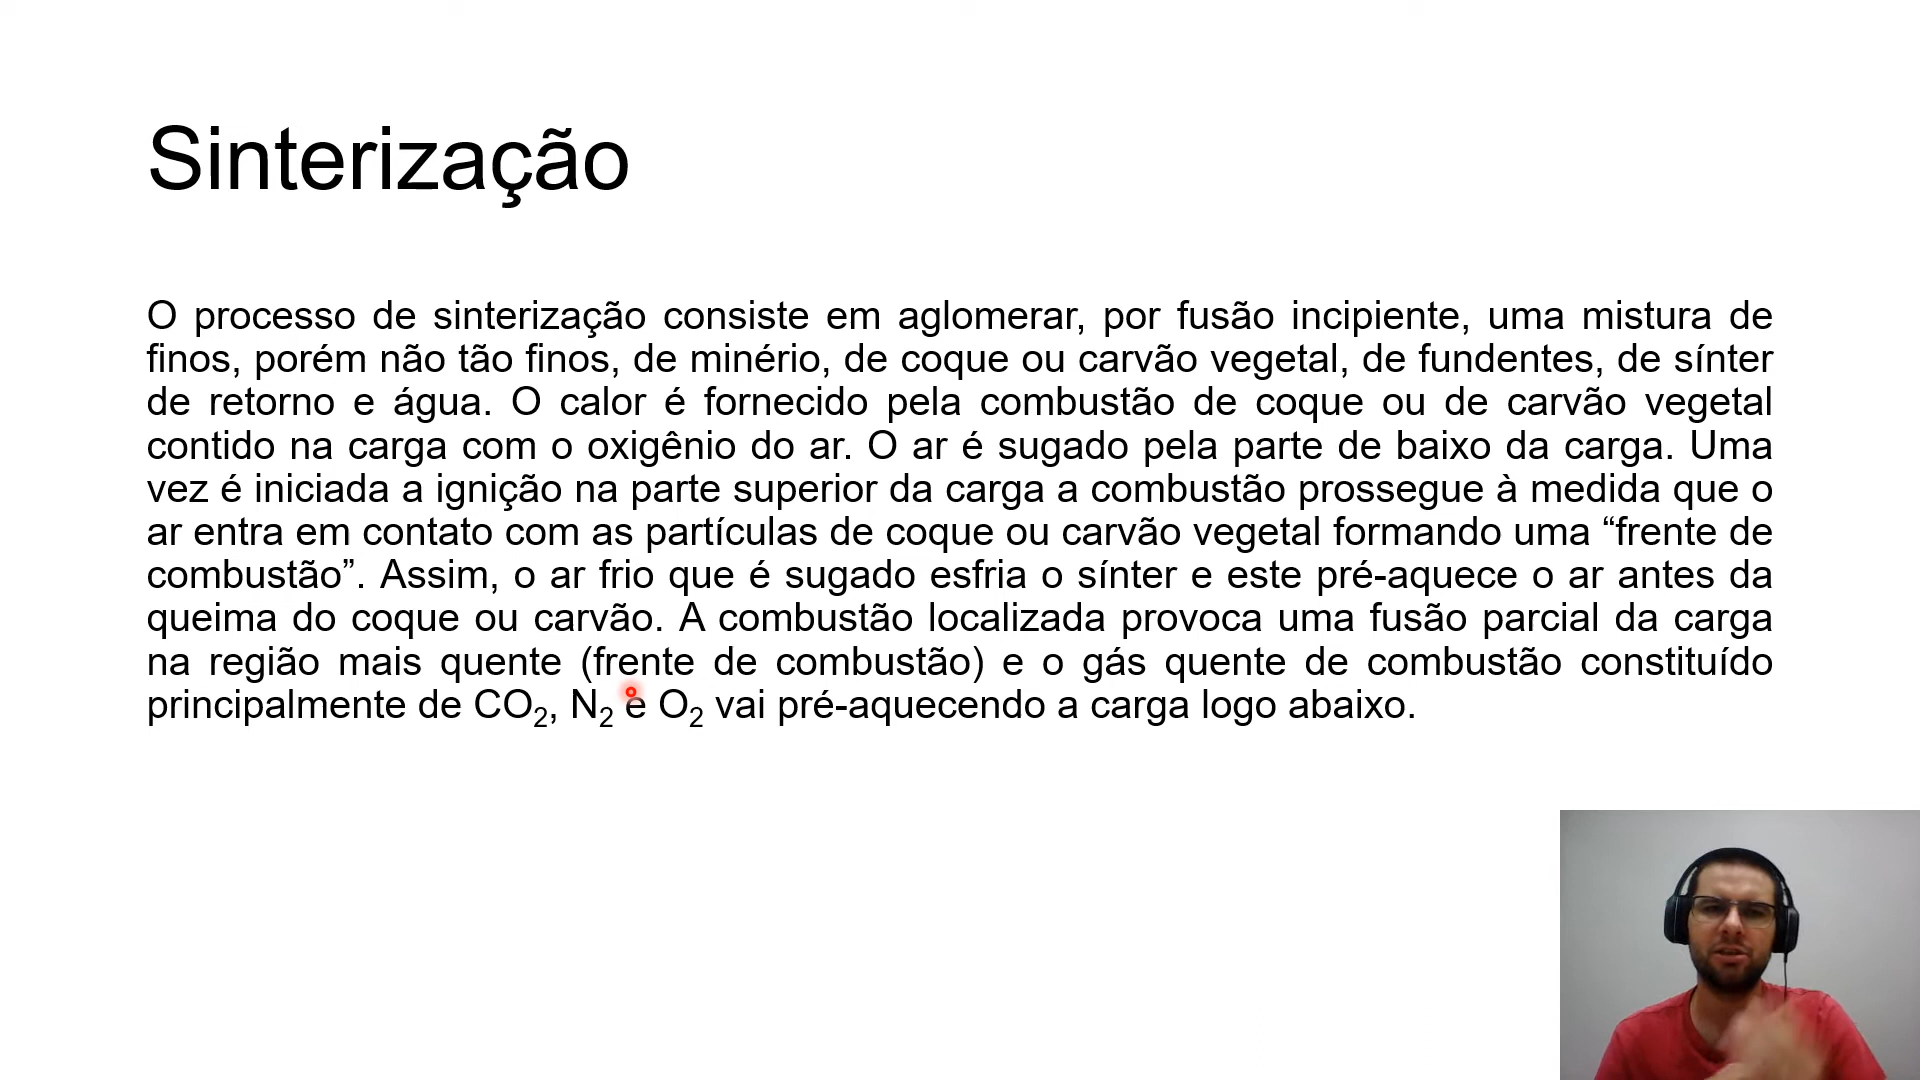 Sinterização
O processo de sinterização consiste em aglomerar, por fusão incipiente, uma mistura de
finos, porém não tão finos, de minério, de coque ou carvão vegetal, de fundentes, de sínter
de retorno e água. O calor é fornecido pela combustão de coque ou de carvão vegetal
contido na carga com o oxigênio do ar. O ar é sugado pela parte de baixo da carga. Uma
vez é iniciada a ignição na parte superior da carga a combustão prossegue à medida que o
ar entra em contato com as partículas de coque ou carvão vegetal formando uma “frente de
combustão”. Assim, o ar frio que é sugado esfria o sínter e este pré-aquece o ar antes da
queima do coque ou carvão. A combustão localizada provoca uma fusão parcial da carga
na região mais quente (frente de combustão) e o gás quente de combustão constituído
principalmente de CO₂, N₂ e O₂ vai pré-aquecendo a carga logo abaixo.